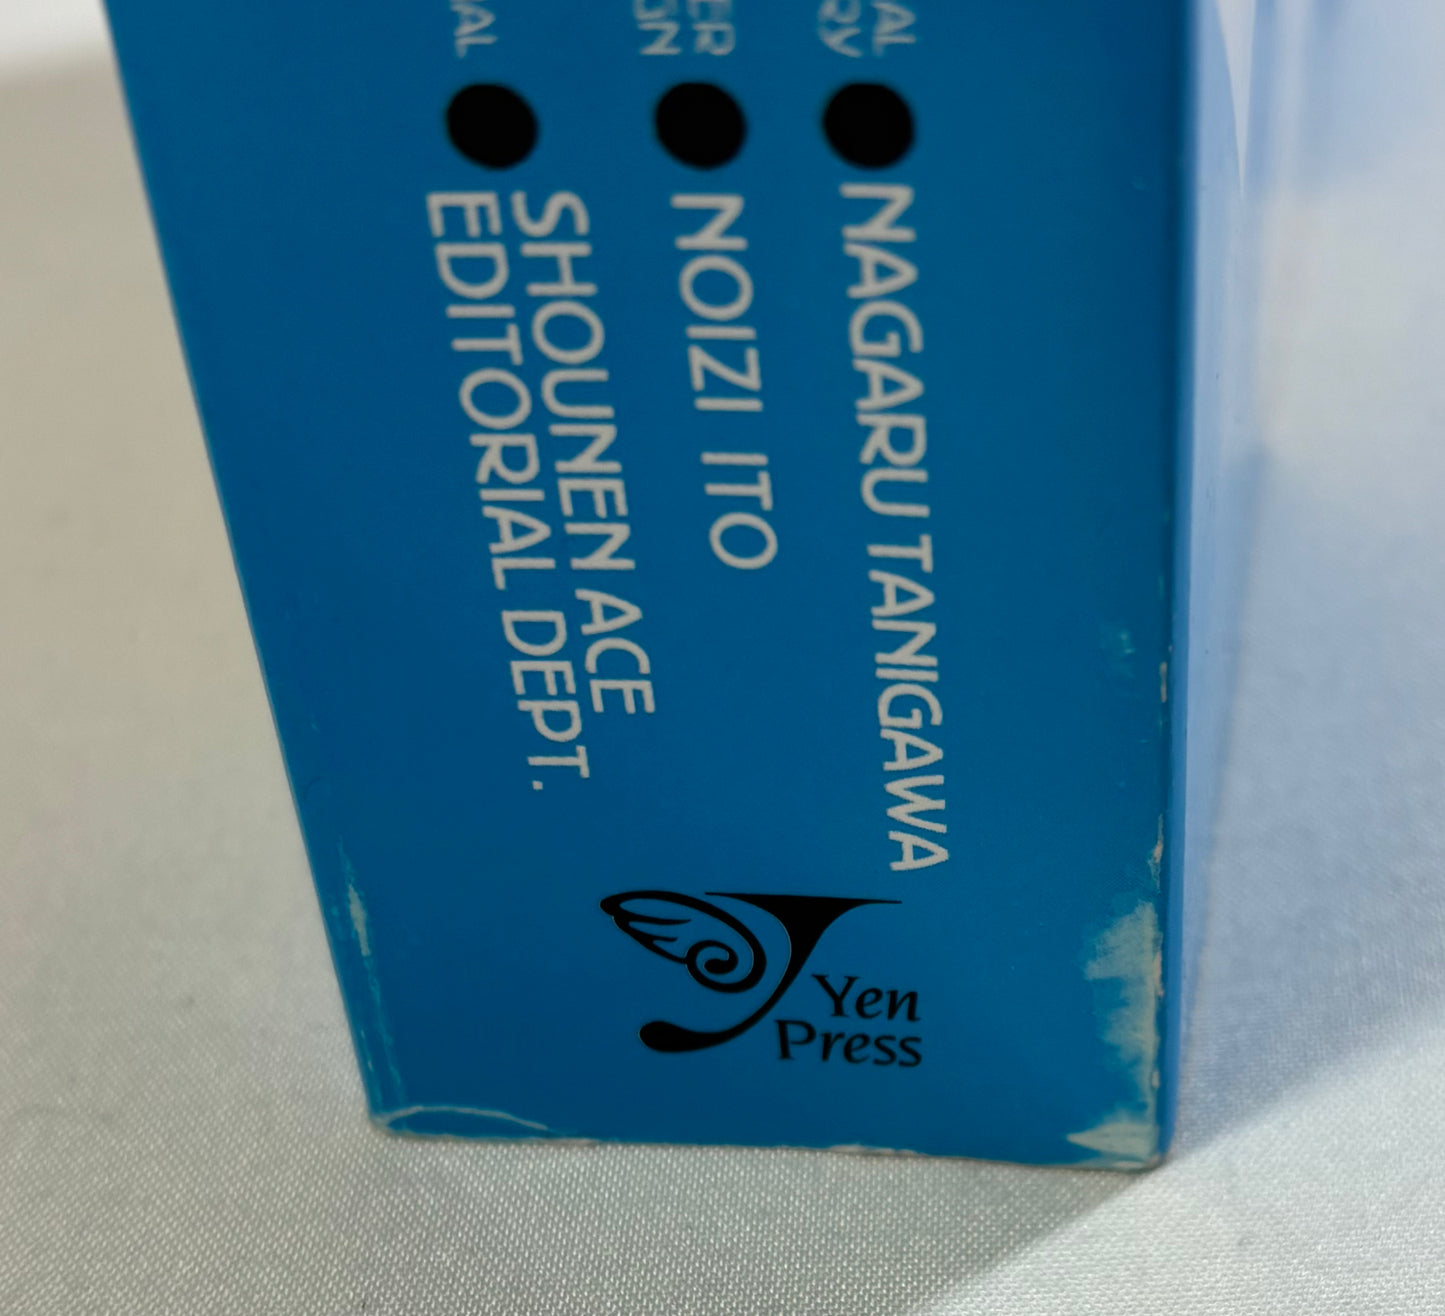 NAGARU TANIGAWA
NOIZI ITO
SHOUNEN ACE
EDITORIAL DEPT.
Yen
Press